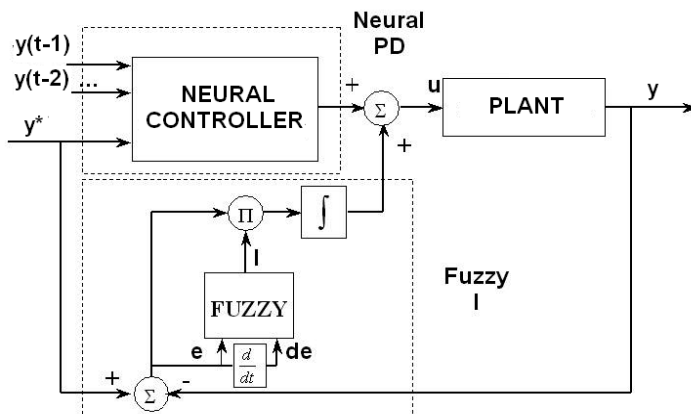 Neural
PD
y(t-1)
y(t-2) ...
y*
NEURAL
CONTROLLER
+
Σ
+
u
PLANT
y
Π
∫
I
FUZZY
e
d
dt
de
+
Σ
-
Fuzzy
I